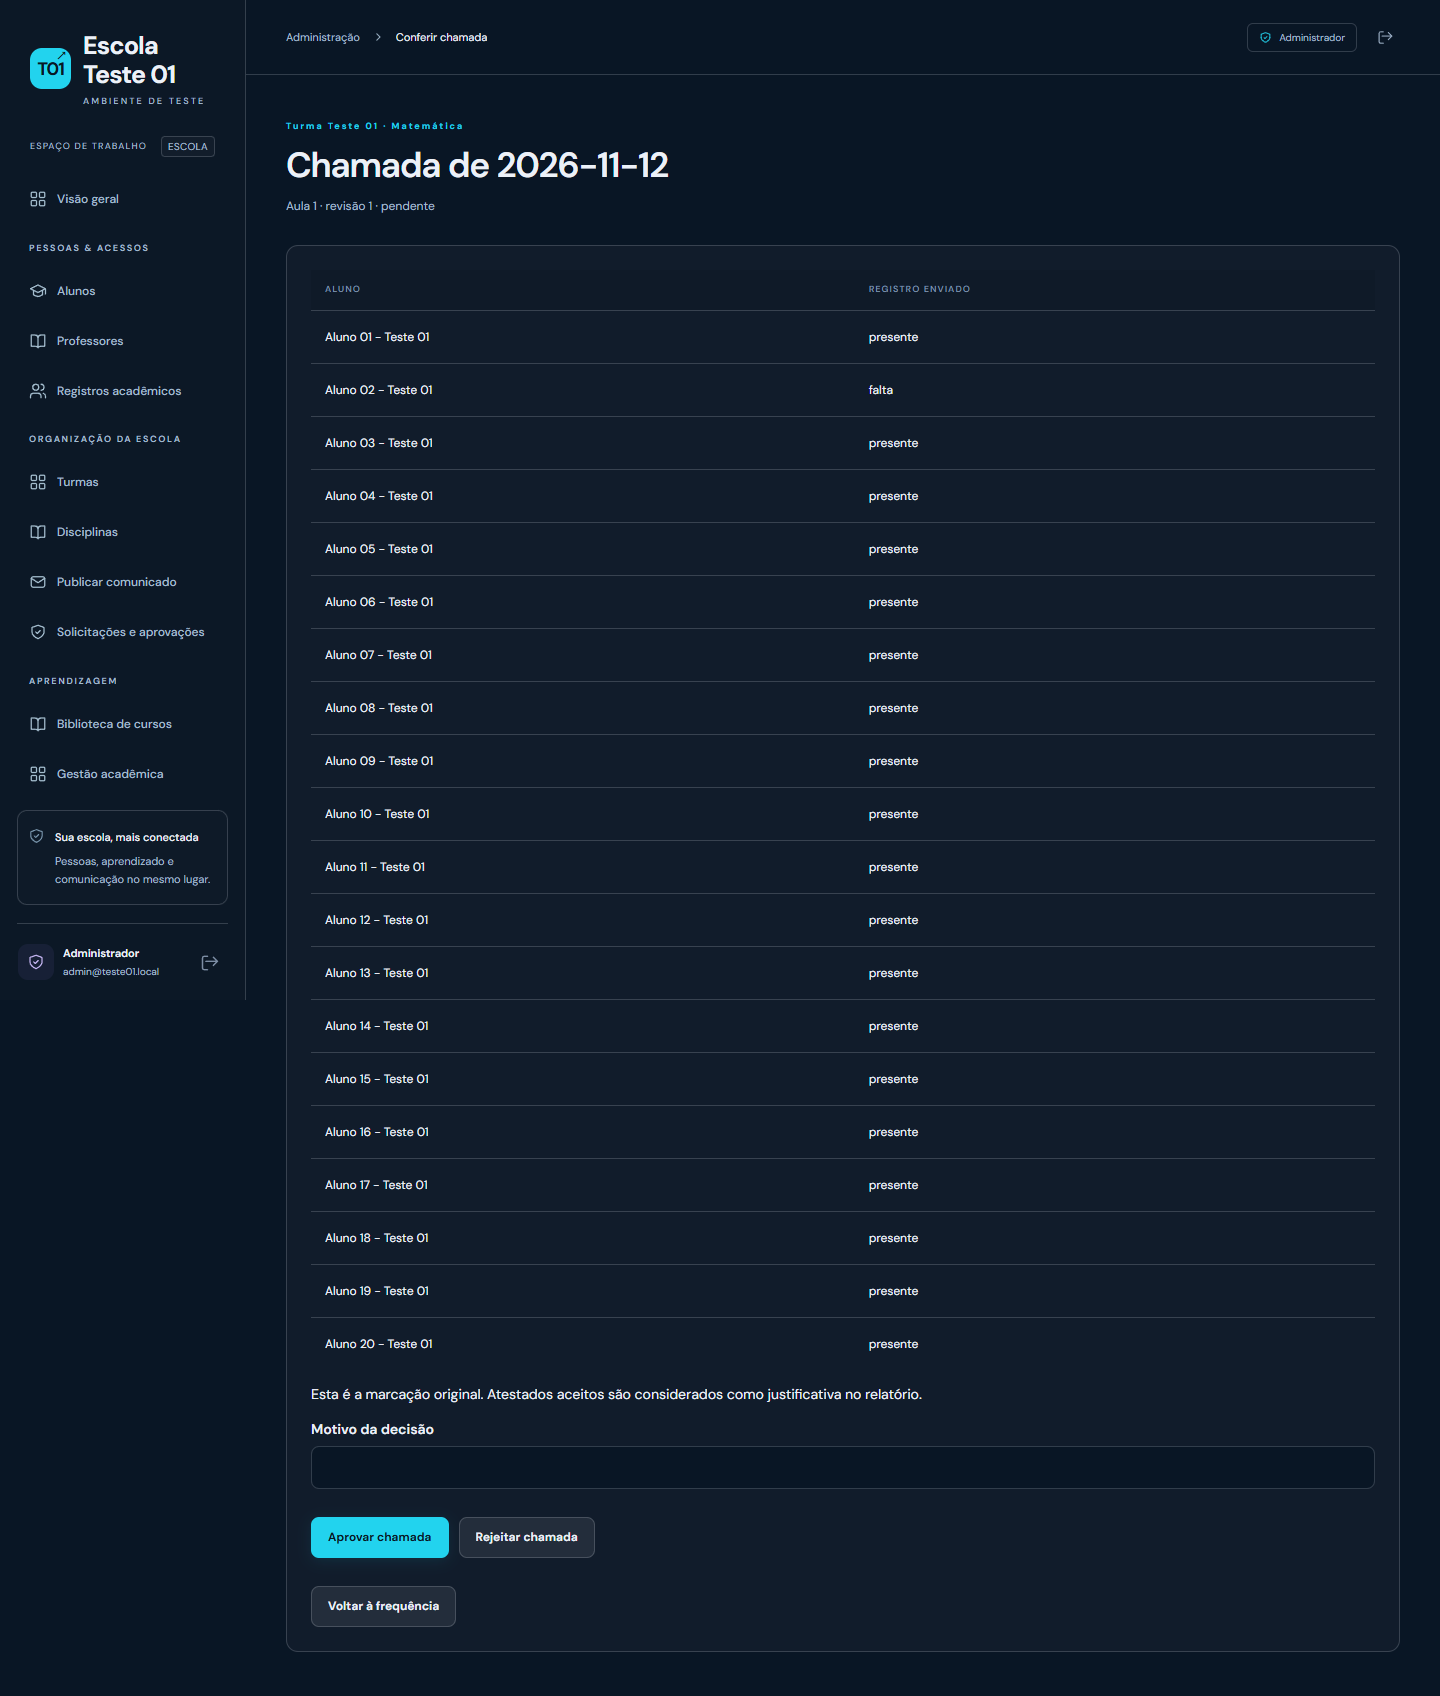 T01
Escola
Teste 01
AMBIENTE DE TESTE
ESPAÇO DE TRABALHO
ESCOLA
Visão geral
PESSOAS & ACESSOS
Alunos
Professores
Registros acadêmicos
ORGANIZAÇÃO DA ESCOLA
Turmas
Disciplinas
Publicar comunicado
Solicitações e aprovações
APRENDIZAGEM
Biblioteca de cursos
Gestão acadêmica
Sua escola, mais conectada
Pessoas, aprendizado e
comunicação no mesmo lugar.
Administrador
admin@teste01.local
Administração > Conferir chamada
Administrador
Turma Teste 01 · Matemática
Chamada de 2026-11-12
Aula 1 · revisão 1 · pendente
ALUNO REGISTRO ENVIADO
Aluno 01 - Teste 01 presente
Aluno 02 - Teste 01 falta
Aluno 03 - Teste 01 presente
Aluno 04 - Teste 01 presente
Aluno 05 - Teste 01 presente
Aluno 06 - Teste 01 presente
Aluno 07 - Teste 01 presente
Aluno 08 - Teste 01 presente
Aluno 09 - Teste 01 presente
Aluno 10 - Teste 01 presente
Aluno 11 - Teste 01 presente
Aluno 12 - Teste 01 presente
Aluno 13 - Teste 01 presente
Aluno 14 - Teste 01 presente
Aluno 15 - Teste 01 presente
Aluno 16 - Teste 01 presente
Aluno 17 - Teste 01 presente
Aluno 18 - Teste 01 presente
Aluno 19 - Teste 01 presente
Aluno 20 - Teste 01 presente
Esta é a marcação original. Atestados aceitos são considerados como justificativa no relatório.
Motivo da decisão
Aprovar chamada
Rejeitar chamada
Voltar à frequência